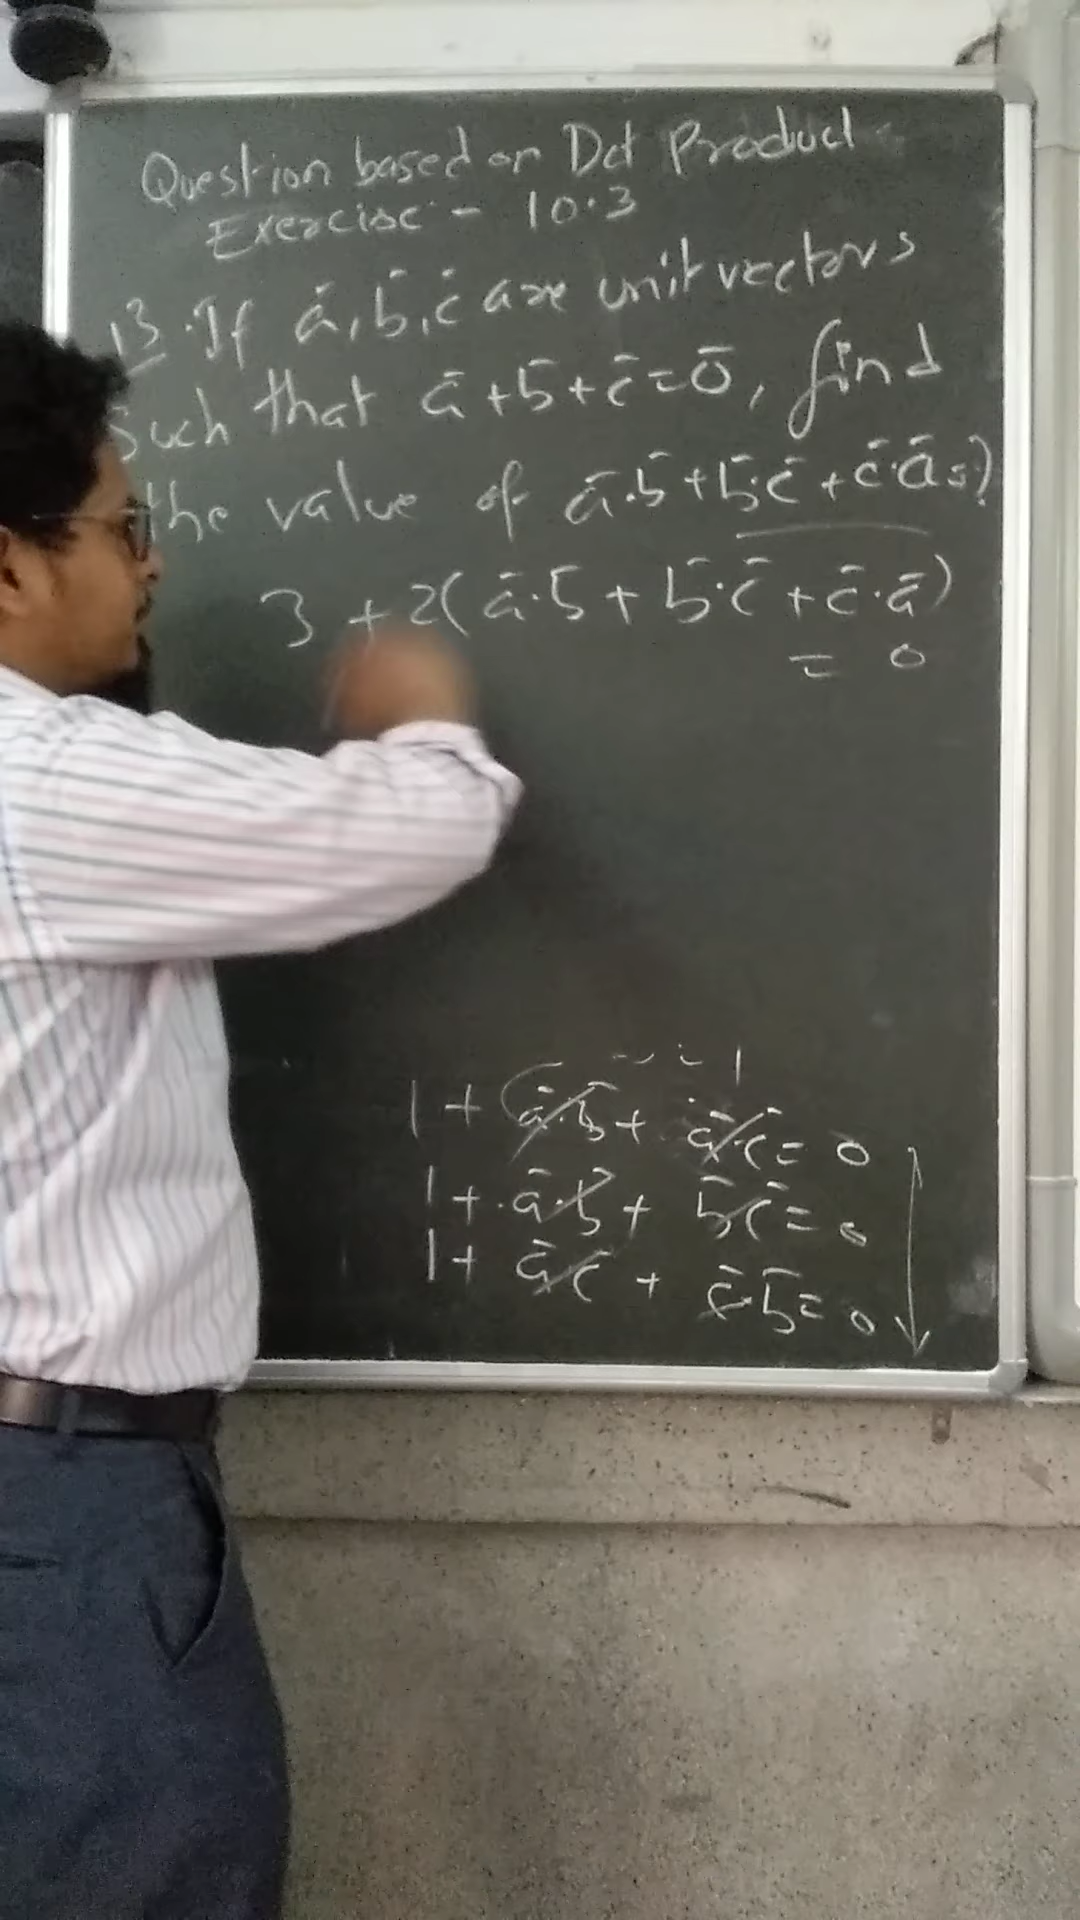 Question based on Dot Product
Exercise - 10.3
13. If a̅, b̅, c̅ are unit vectors
Such that a̅ + b̅ + c̅ = 0̅, find
the value of a̅.b̅ + b̅.c̅ + c̅.a̅ = ?
3 + 2( a̅.b̅ + b̅.c̅ + c̅.a̅ )
= 0
1 + a̅.b̅ + a̅.c̅ = 0
1 + a̅.b̅ + b̅.c̅ = 0
1 + a̅.c̅ + c̅.b̅ = 0